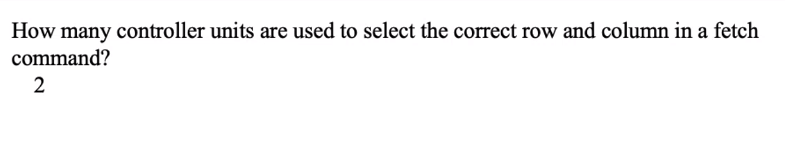 How many controller units are used to select the correct row and column in a fetch
command?
2